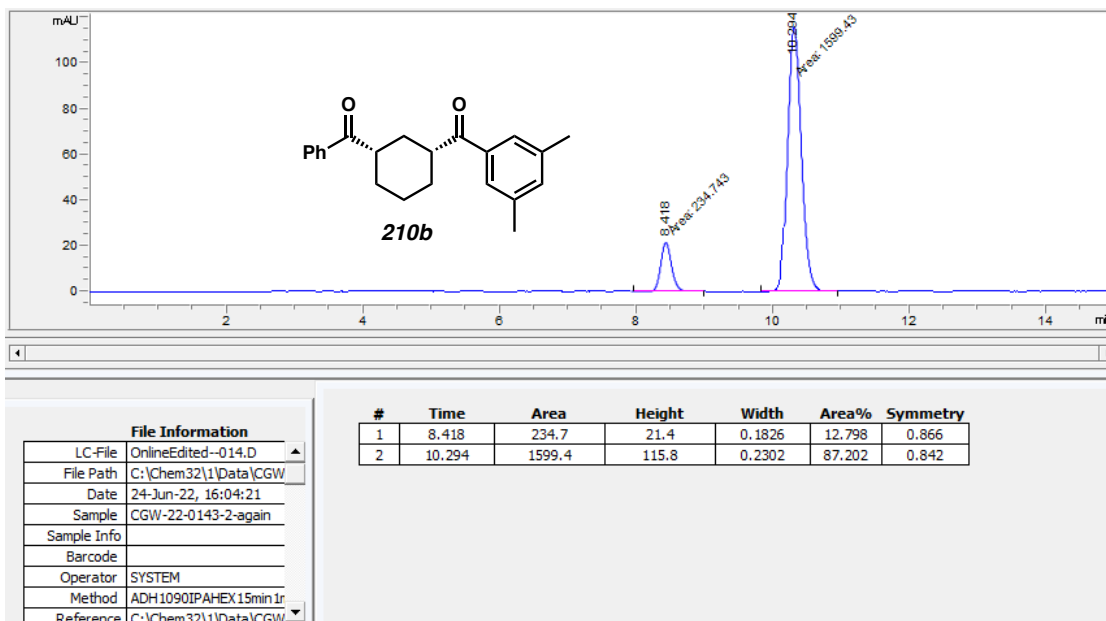 mAU
100
80
60
40
20
0
8.418
Area: 234.743
10.294
Area: 1599.43
O
O
Ph
210b
2
4
6
8
10
12
14
File Information
LC-File OnlineEdited--014.D
File Path C:\Chem32\1\Data\CGW
Date 24-Jun-22, 16:04:21
Sample CGW-22-0143-2-again
Sample Info
Barcode
Operator SYSTEM
Method ADH1090IPAHEX15min1
Reference C:\Chem32\1\Data\CGW
# Time Area Height Width Area% Symmetry
1 8.418 234.7 21.4 0.1826 12.798 0.866
2 10.294 1599.4 115.8 0.2302 87.202 0.842